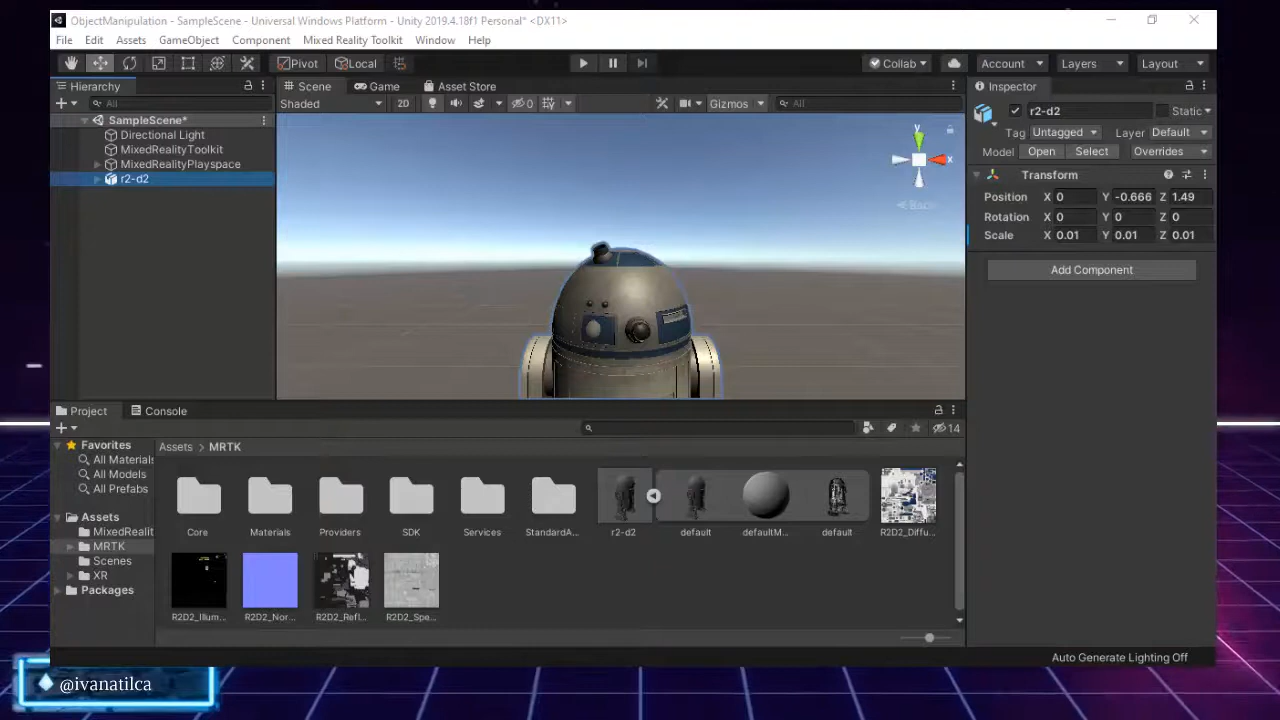 ObjectManipulation - SampleScene - Universal Windows Platform - Unity 2019.4.18f1 Personal* <DX11>
File Edit Assets GameObject Component Mixed Reality Toolkit Window Help
Pivot Local Collab Account Layers Layout
Hierarchy
Scene Game Asset Store
Inspector
All
Shaded 2D 0 Gizmos All
SampleScene*
Directional Light
MixedRealityToolkit
MixedRealityPlayspace
r2-d2
y
x
Back
r2-d2 Static
Tag Untagged Layer Default
Model Open Select Overrides
Transform
Position X 0 Y -0.666 Z 1.49
Rotation X 0 Y 0 Z 0
Scale X 0.01 Y 0.01 Z 0.01
Add Component
Project Console
14
Favorites
All Materials
All Models
All Prefabs
Assets
MixedRealit
MRTK
Scenes
XR
Packages
Assets > MRTK
Core Materials Providers SDK Services StandardA... r2-d2 default defaultM... default R2D2_Diffu...
R2D2_Illum... R2D2_Nor... R2D2_Refl... R2D2_Spe...
Auto Generate Lighting Off
@ivanatilca